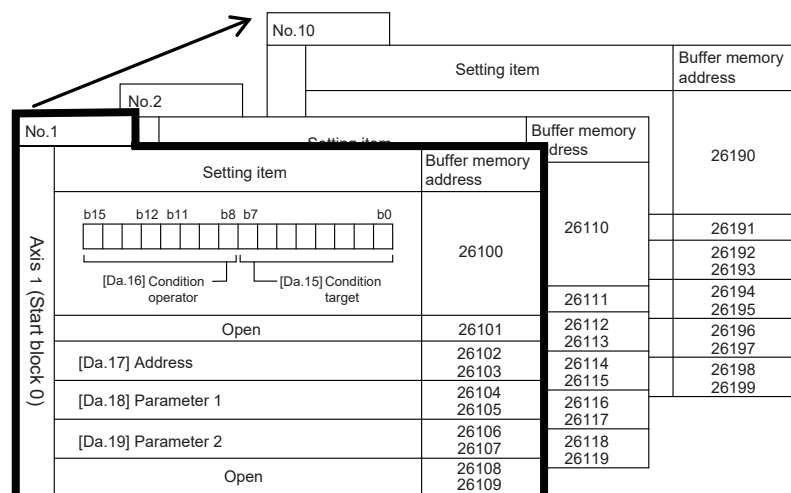 No.10
Setting item
Buffer memory
address
26190
26191
26192
26193
26194
26195
26196
26197
26198
26199
No.2
Buffer memory
26110
26111
26112
26113
26114
26115
26116
26117
26118
26119
No.1
Axis 1 (Start block 0)
Setting item
Buffer memory
address
b15 b12 b11 b8 b7 b0
[Da.16] Condition
operator
[Da.15] Condition
target
26100
Open
26101
[Da.17] Address
26102
26103
[Da.18] Parameter 1
26104
26105
[Da.19] Parameter 2
26106
26107
Open
26108
26109